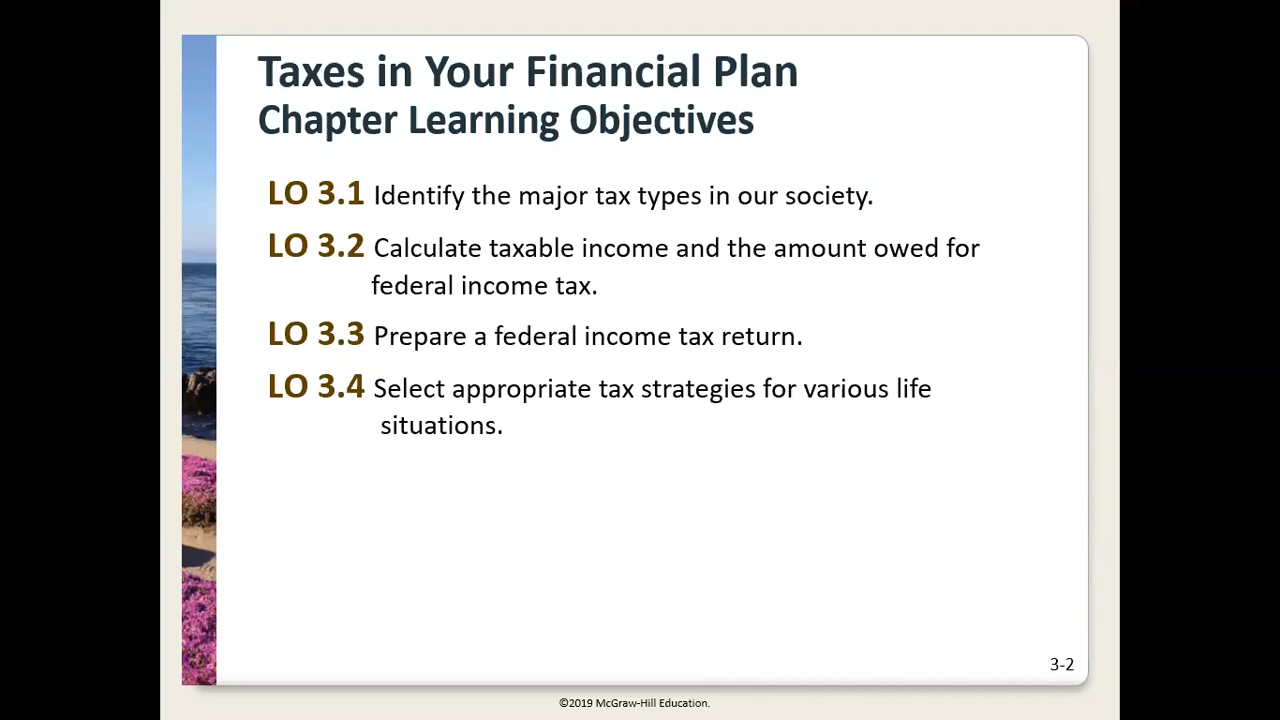 Taxes in Your Financial Plan
Chapter Learning Objectives
LO 3.1 Identify the major tax types in our society.
LO 3.2 Calculate taxable income and the amount owed for
federal income tax.
LO 3.3 Prepare a federal income tax return.
LO 3.4 Select appropriate tax strategies for various life
situations.
3-2
©2019 McGraw-Hill Education.